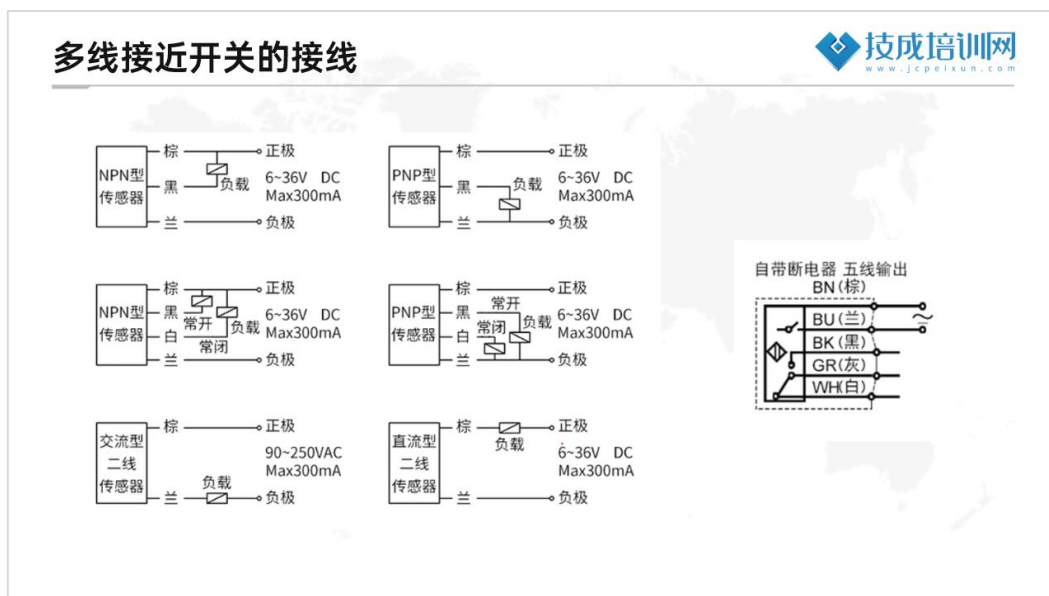 多线接近开关的接线
技成培训网
www.jcpeixun.com
NPN型
传感器
棕
黑
兰
负载
正极
6~36V DC
Max300mA
负极
PNP型
传感器
棕
黑
兰
负载
正极
6~36V DC
Max300mA
负极
NPN型
传感器
棕
黑
白
兰
常开
常闭
负载
正极
6~36V DC
Max300mA
负极
PNP型
传感器
棕
黑
白
兰
常开
常闭
负载
正极
6~36V DC
Max300mA
负极
交流型
二线
传感器
棕
兰
负载
正极
90~250VAC
Max300mA
负极
直流型
二线
传感器
棕
兰
负载
正极
6~36V DC
Max300mA
负极
自带断电器 五线输出
BN(棕)
BU(兰)
BK(黑)
GR(灰)
WH(白)